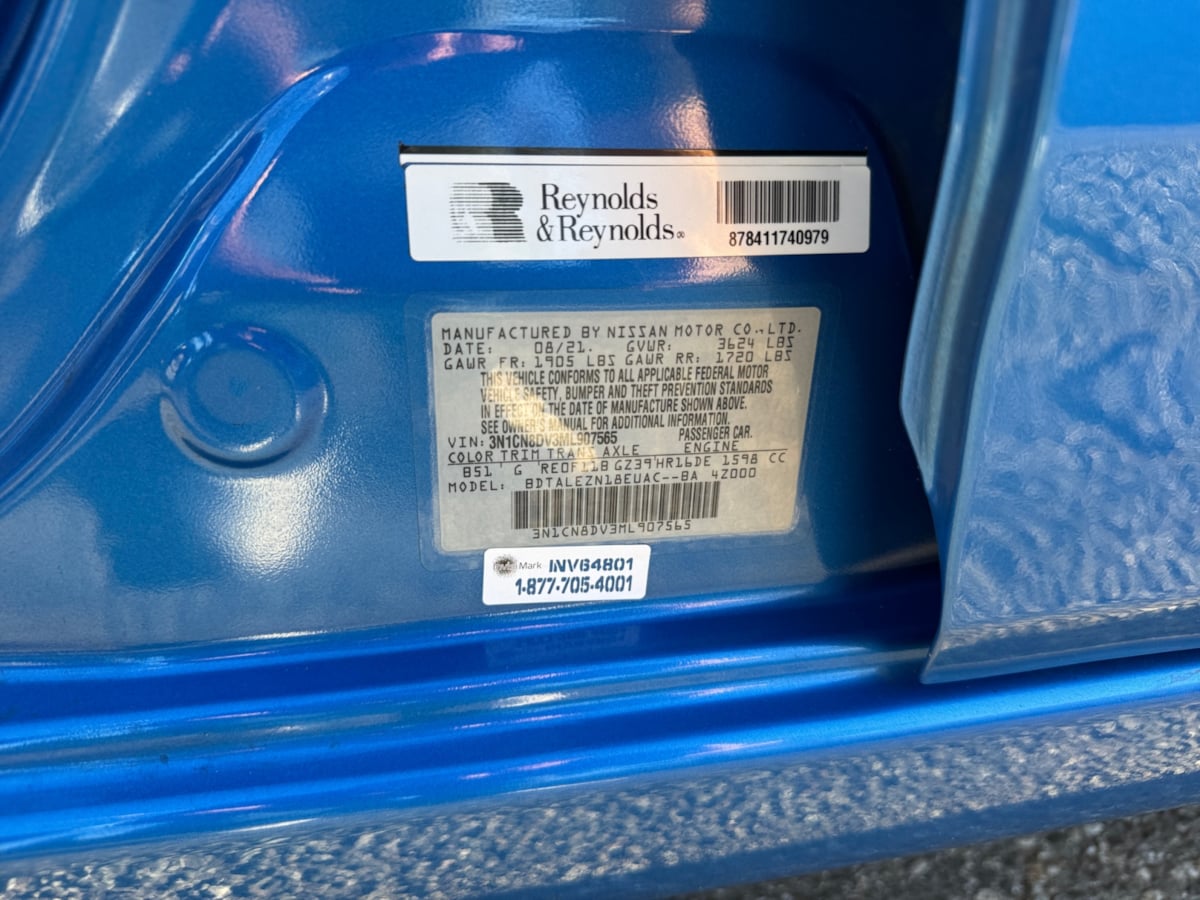 Reynolds
& Reynolds®
878411740979
MANUFACTURED BY NISSAN MOTOR CO.,LTD.
DATE: 08/21. GVWR: 3624 LBS
GAWR FR: 1905 LBS GAWR RR: 1720 LBS
THIS VEHICLE CONFORMS TO ALL APPLICABLE FEDERAL MOTOR
VEHICLE SAFETY, BUMPER AND THEFT PREVENTION STANDARDS
IN EFFECT ON THE DATE OF MANUFACTURE SHOWN ABOVE.
SEE OWNER'S MANUAL FOR ADDITIONAL INFORMATION.
VIN: 3N1CN8DV3ML907565 PASSENGER CAR.
COLOR TRIM TRANS AXLE ENGINE
B51 G RE0F11B GZ39 HR16DE 1598 CC
MODEL: BDTALEZN18EUAC--BA 4Z000
3N1CN8DV3ML907565
Mark INV64801
1-877-705-4001